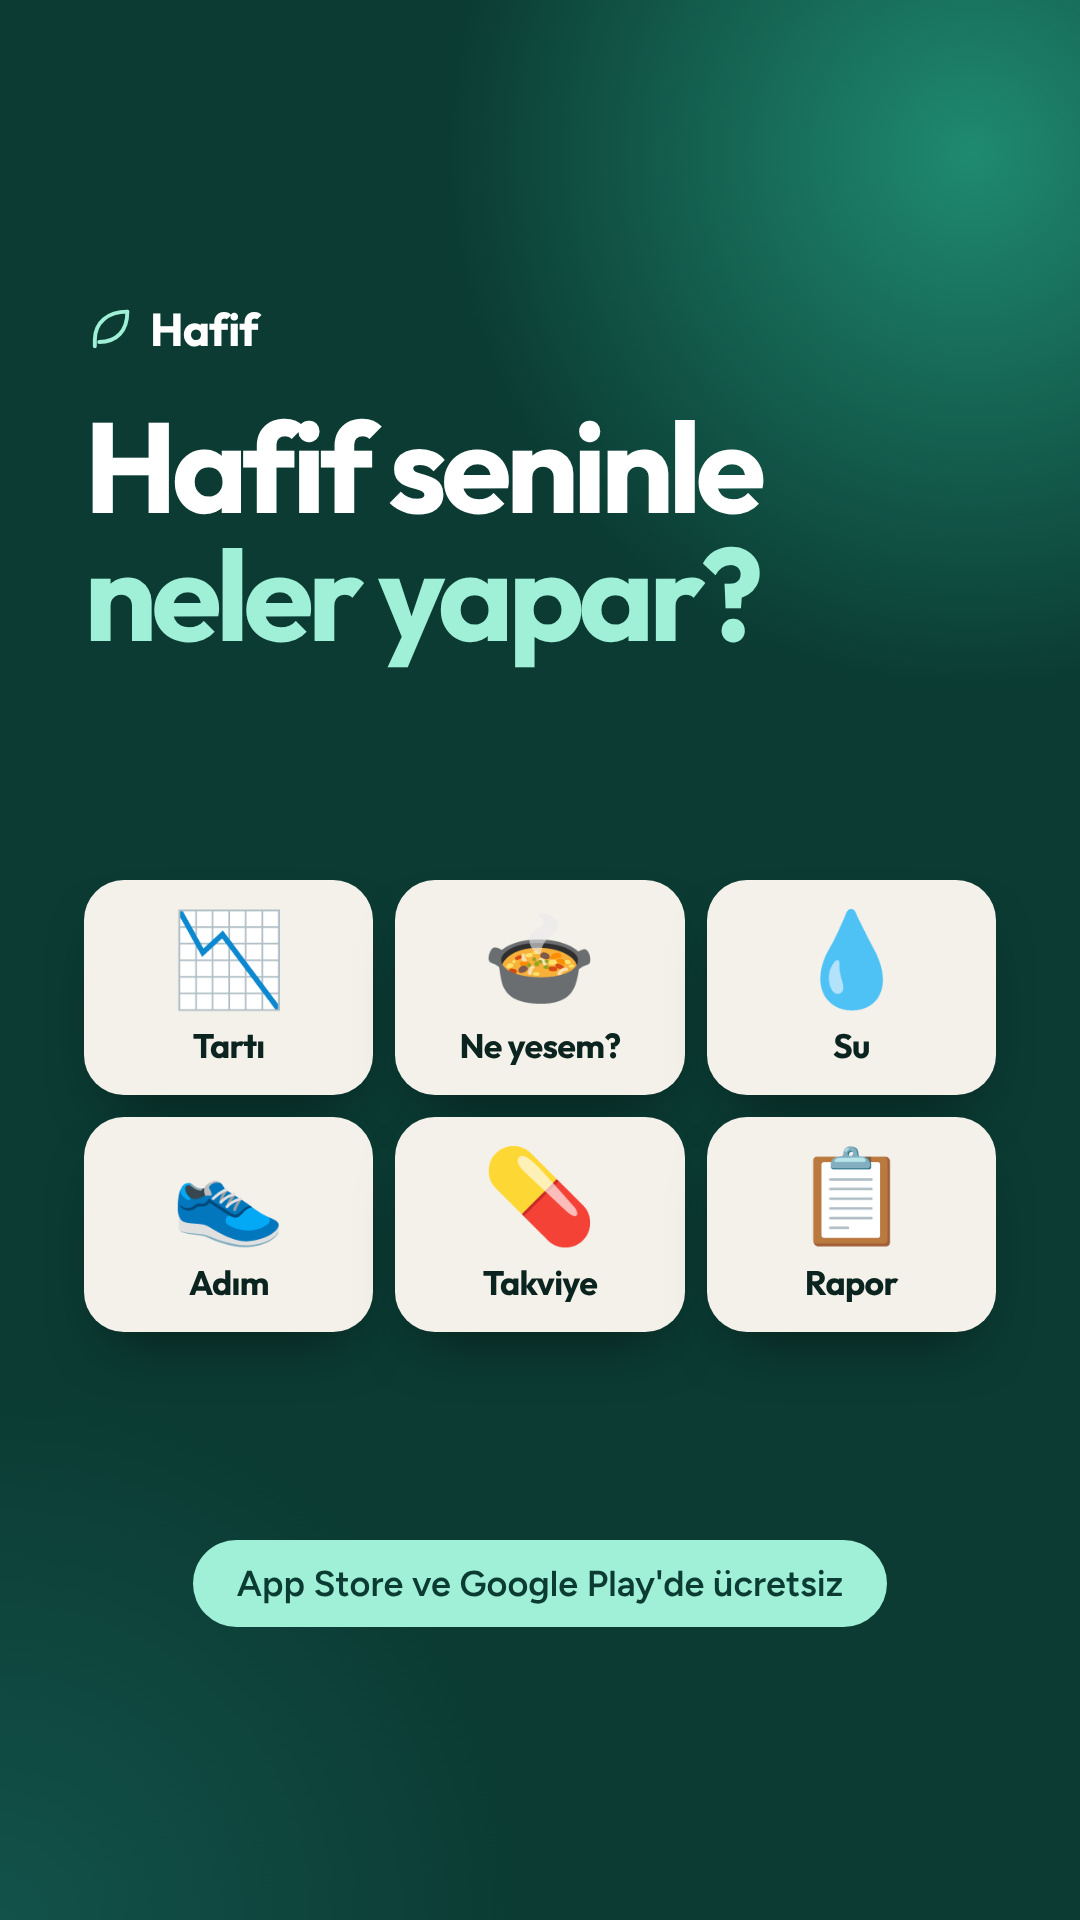 Hafif
Hafif seninle
neler yapar?
Tartı
Ne yesem?
Su
Adım
Takviye
Rapor
App Store ve Google Play'de ücretsiz